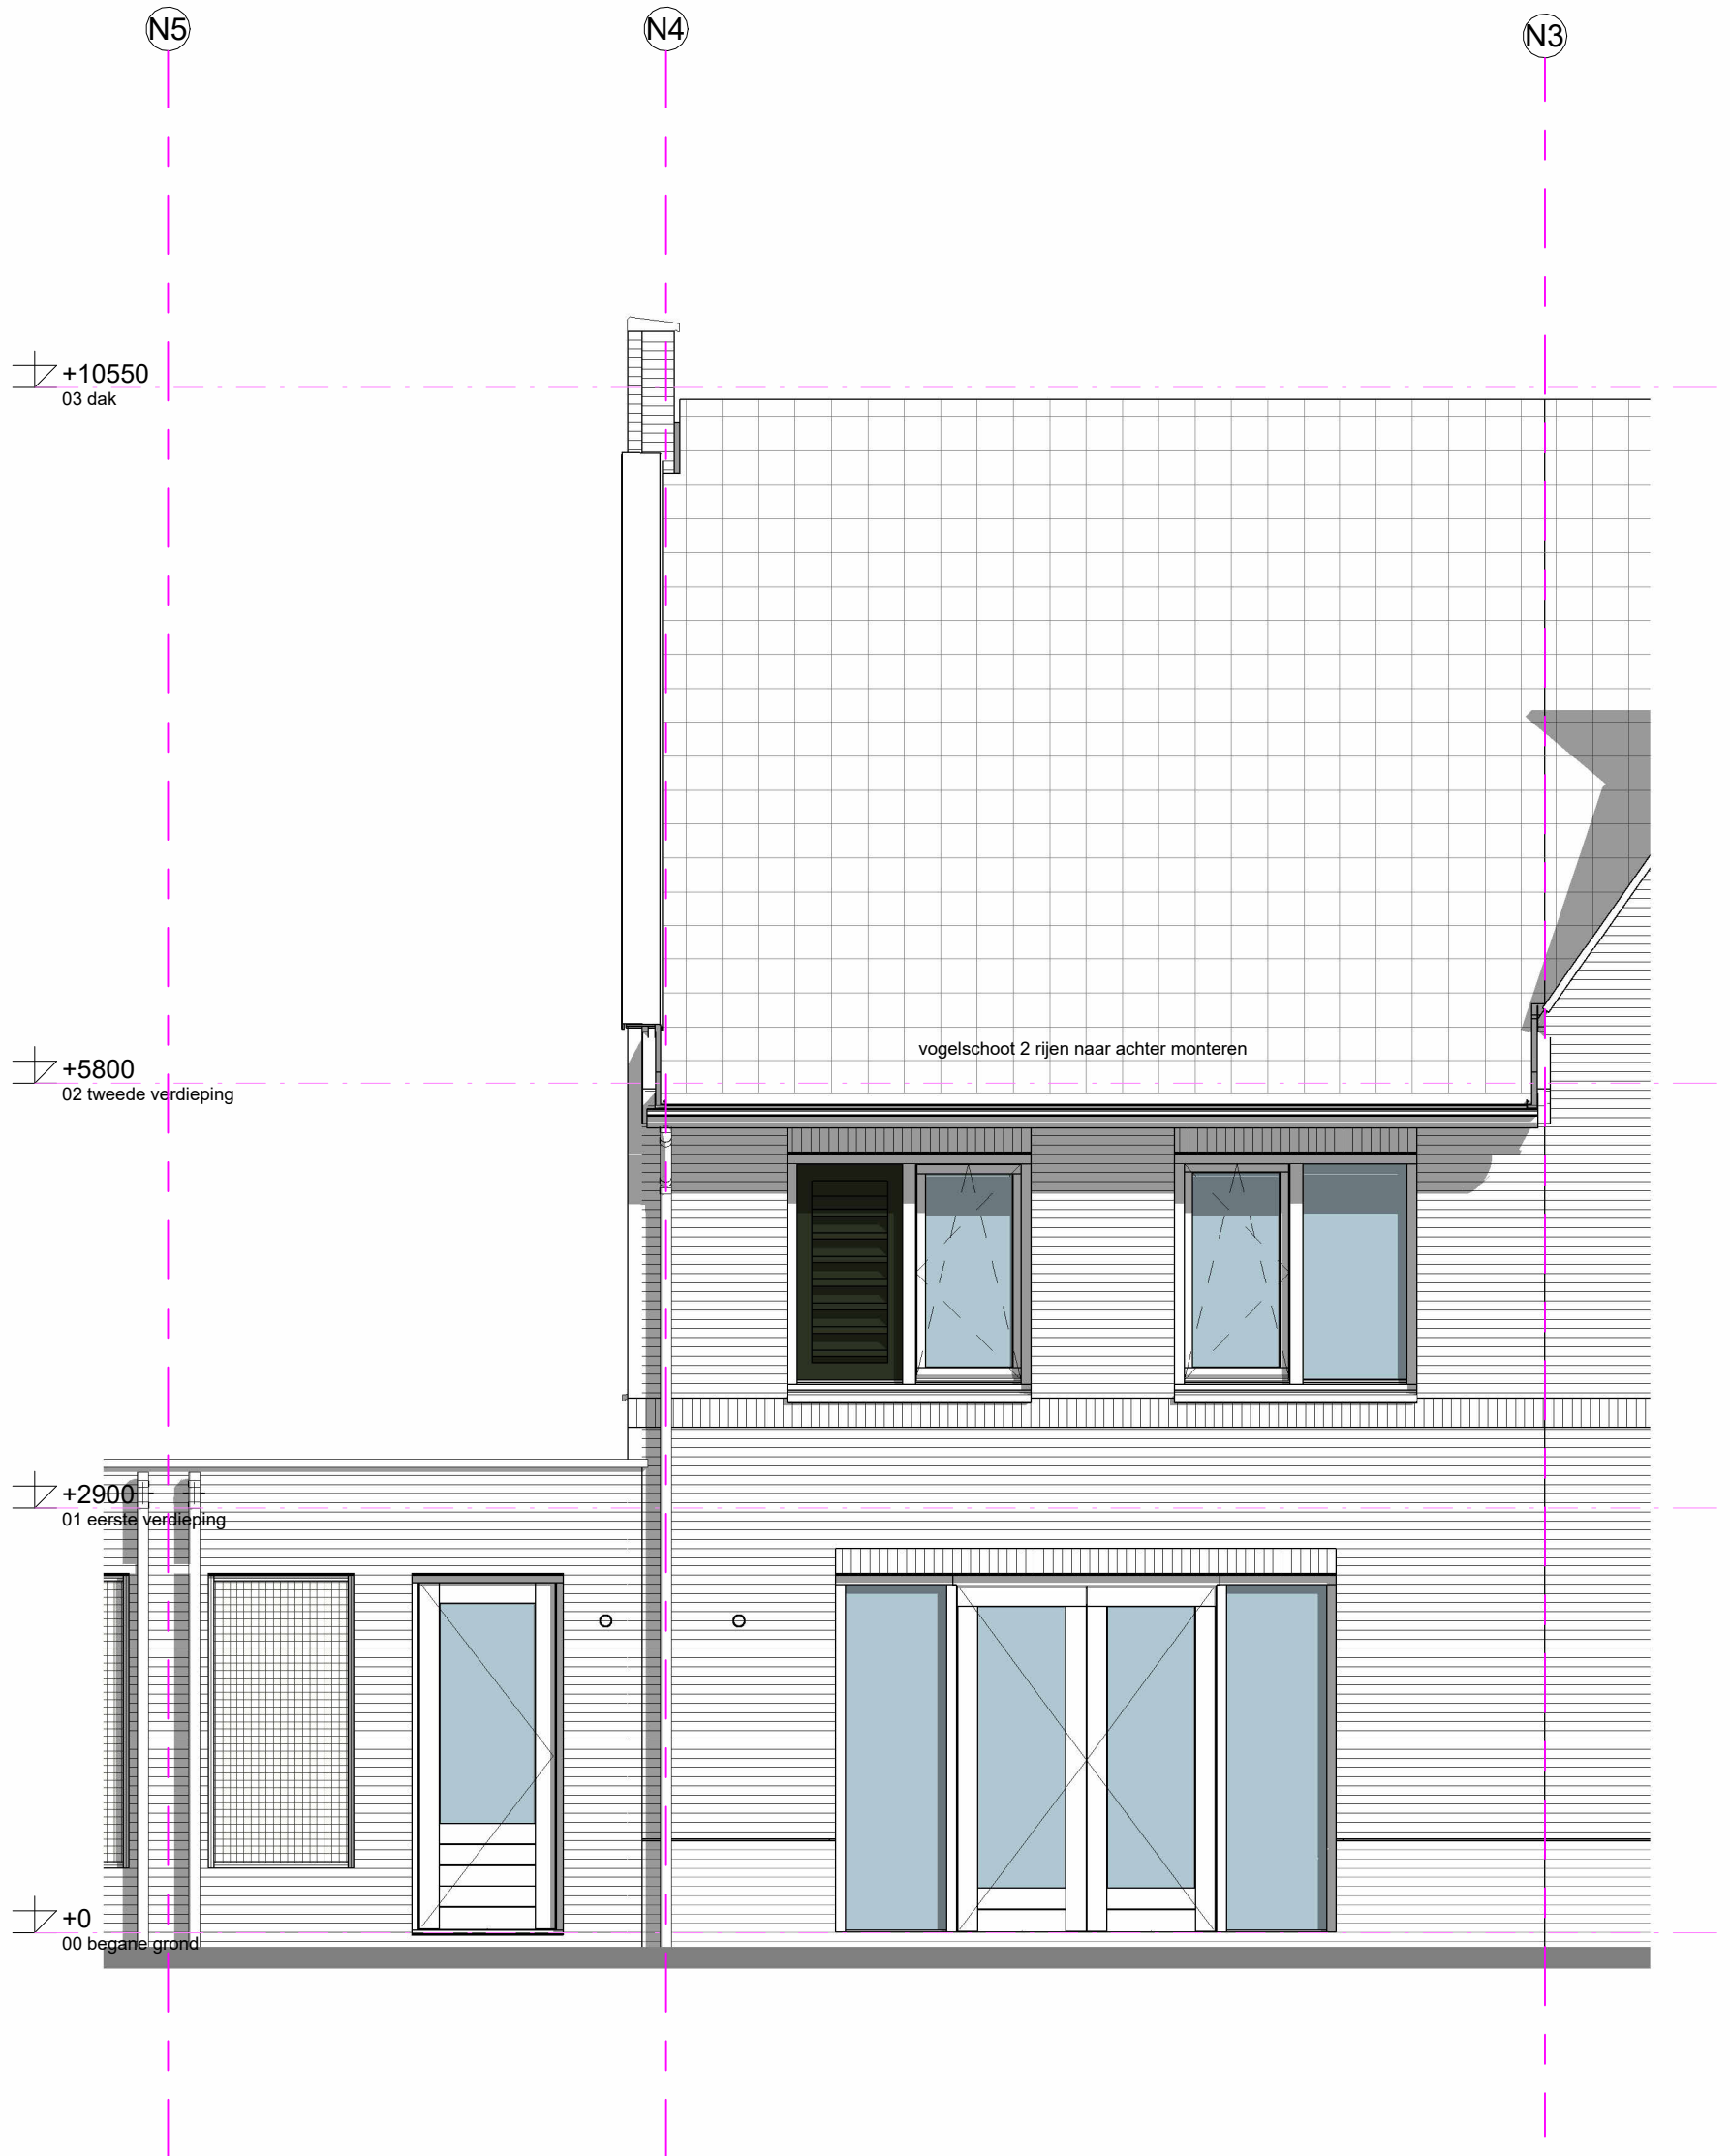 N5
N4
N3
+10550
03 dak
vogelschoot 2 rijen naar achter monteren
+5800
02 tweede verdieping
+2900
01 eerste verdieping
+0
00 begane grond